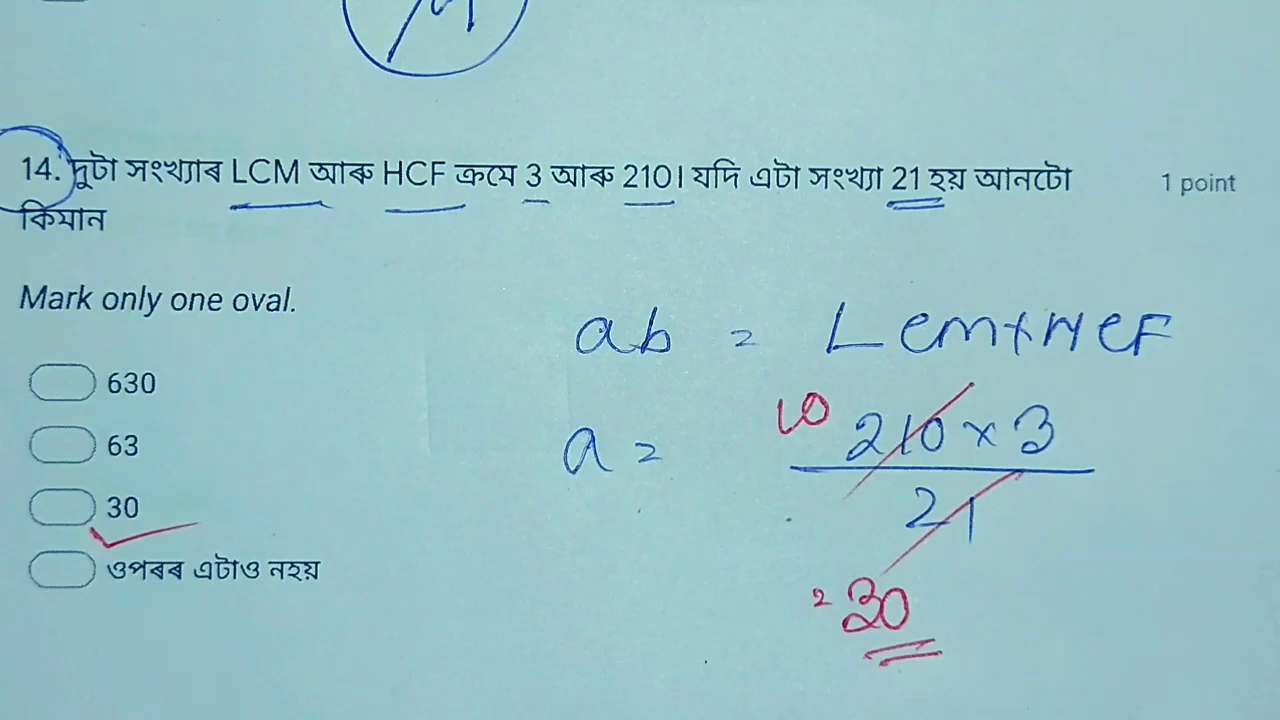 14. দুটা সংখ্যাৰ LCM আৰু HCF ক্ৰমে 3 আৰু 210। যদি এটা সংখ্যা 21 হয় আনটো
1 point
কিমান
Mark only one oval.
630
63
30
ওপৰৰ এটাও নহয়
ab = LCM×HCF
10
a = 210 × 3
21
= 30